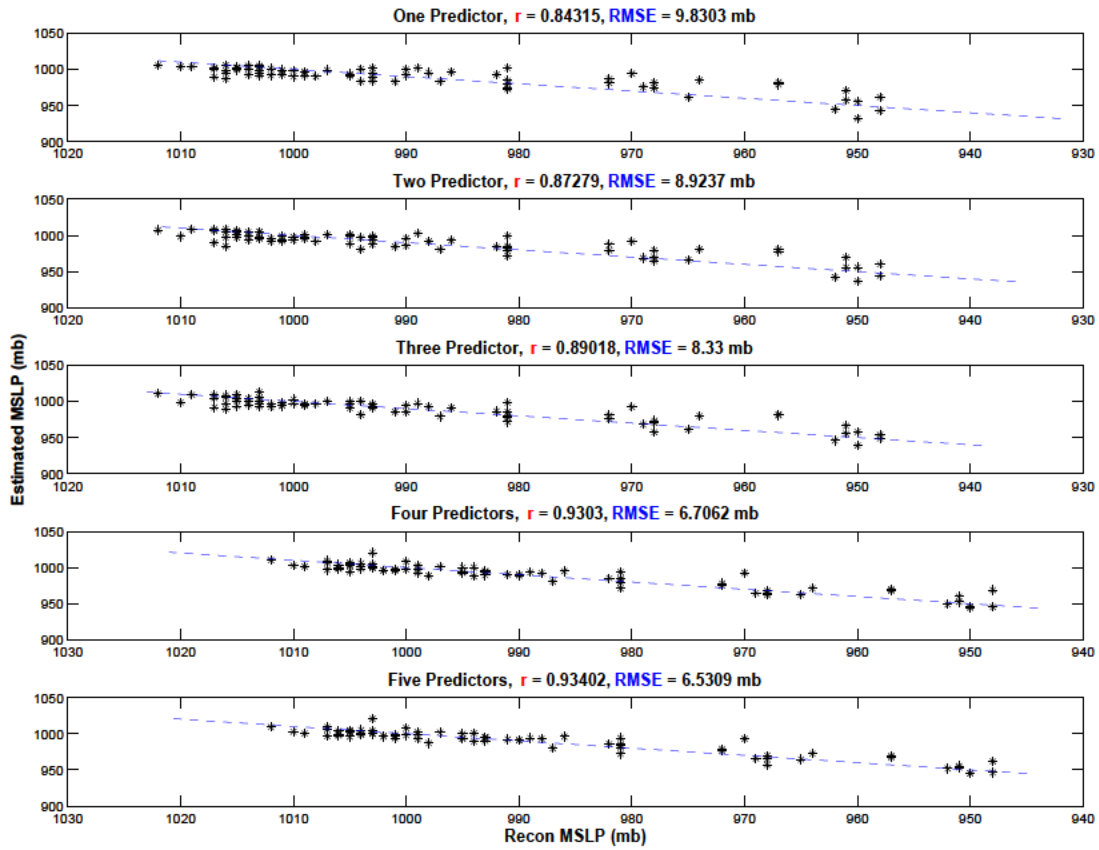 One Predictor, r = 0.84315, RMSE = 9.8303 mb
1050
1000
950
900
1020 1010 1000 990 980 970 960 950 940 930
Two Predictor, r = 0.87279, RMSE = 8.9237 mb
1050
1000
950
900
1020 1010 1000 990 980 970 960 950 940 930
Three Predictor, r = 0.89018, RMSE = 8.33 mb
1050
1000
950
900
1020 1010 1000 990 980 970 960 950 940 930
Estimated MSLP (mb)
Four Predictors, r = 0.9303, RMSE = 6.7062 mb
1050
1000
950
900
1030 1020 1010 1000 990 980 970 960 950 940
Five Predictors, r = 0.93402, RMSE = 6.5309 mb
1050
1000
950
900
1030 1020 1010 1000 990 980 970 960 950 940
Recon MSLP (mb)